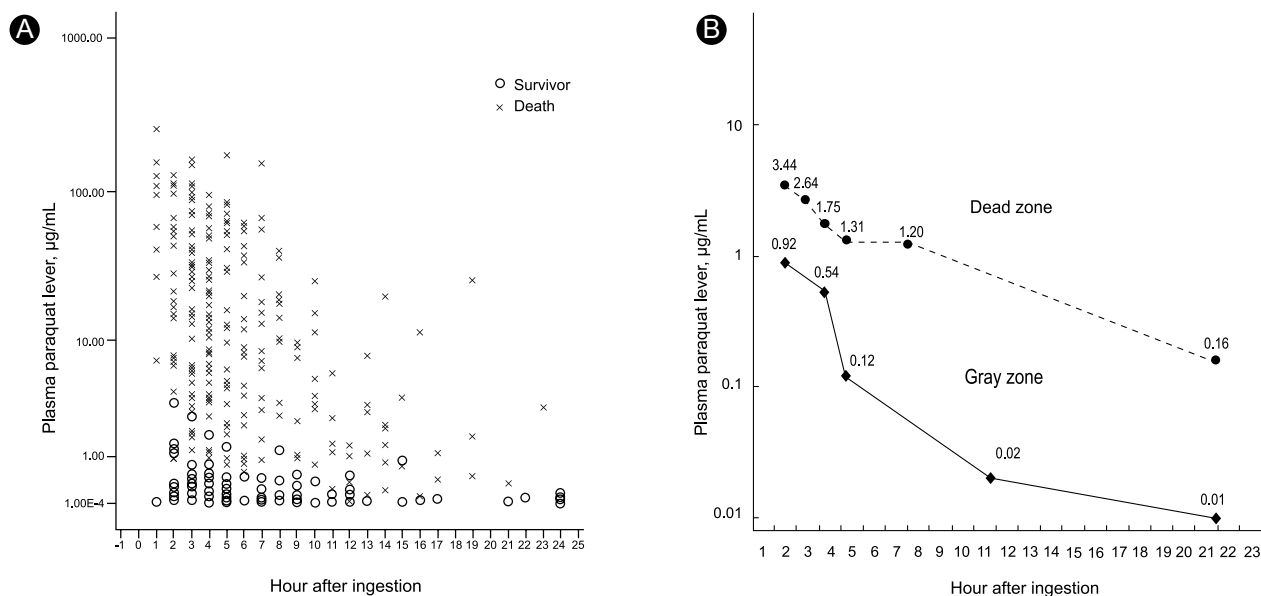 A
1000.00
100.00
10.00
1.00
1.00E−4
Plasma paraquat lever, µg/mL
Survivor
Death
-1 0 1 2 3 4 5 6 7 8 9 10 11 12 13 14 15 16 17 18 19 20 21 22 23 24 25
Hour after ingestion
B
10
1
0.1
0.01
Plasma paraquat lever, µg/mL
3.44
2.64
1.75
1.31
1.20
Dead zone
0.92
0.54
0.12
0.16
Gray zone
0.02
0.01
1 2 3 4 5 6 7 8 9 10 11 12 13 14 15 16 17 18 19 20 21 22 23
Hour after ingestion